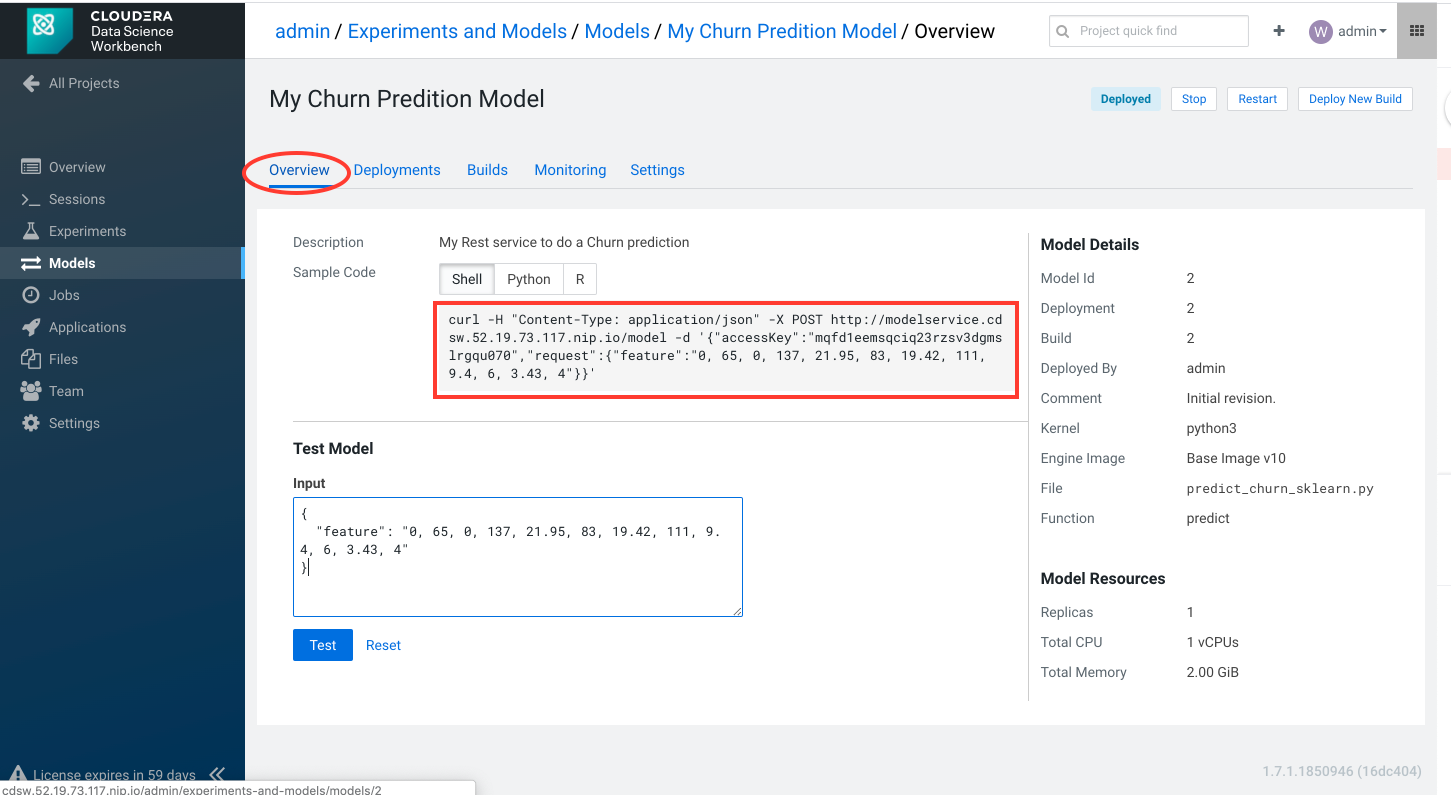 CLOUDERA
Data Science
Workbench
admin / Experiments and Models / Models / My Churn Predition Model / Overview
Project quick find
W admin
All Projects
Overview
Sessions
Experiments
Models
Jobs
Applications
Files
Team
Settings
License expires in 59 days
My Churn Predition Model
Deployed Stop Restart Deploy New Build
Overview Deployments Builds Monitoring Settings
Description My Rest service to do a Churn prediction
Sample Code Shell Python R
curl -H "Content-Type: application/json" -X POST http://modelservice.cd
sw.52.19.73.117.nip.io/model -d '{"accessKey":"mqfd1eemsqciq23rzsv3dgms
lrgqu070","request":{"feature":"0, 65, 0, 137, 21.95, 83, 19.42, 111,
9.4, 6, 3.43, 4"}}'
Test Model
Input
{
"feature": "0, 65, 0, 137, 21.95, 83, 19.42, 111, 9.
4, 6, 3.43, 4"
}
Test Reset
Model Details
Model Id 2
Deployment 2
Build 2
Deployed By admin
Comment Initial revision.
Kernel python3
Engine Image Base Image v10
File predict_churn_sklearn.py
Function predict
Model Resources
Replicas 1
Total CPU 1 vCPUs
Total Memory 2.00 GiB
1.7.1.1850946 (16dc404)
cdsw.52.19.73.117.nip.io/admin/experiments-and-models/models/2